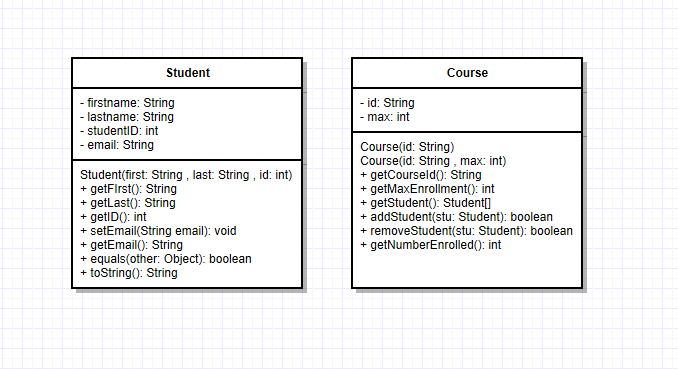 Student
- firstname: String
- lastname: String
- studentID: int
- email: String
Student(first: String , last: String , id: int)
+ getFIrst(): String
+ getLast(): String
+ getID(): int
+ setEmail(String email): void
+ getEmail(): String
+ equals(other: Object): boolean
+ toString(): String
Course
- id: String
- max: int
Course(id: String)
Course(id: String , max: int)
+ getCourseId(): String
+ getMaxEnrollment(): int
+ getStudent(): Student[]
+ addStudent(stu: Student): boolean
+ removeStudent(stu: Student): boolean
+ getNumberEnrolled(): int